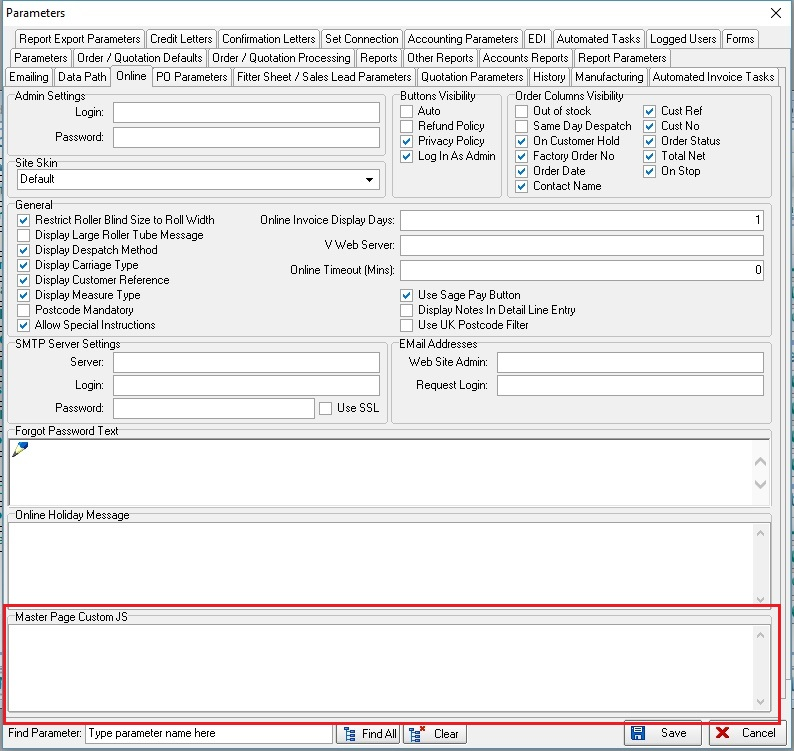 Parameters
Report Export Parameters Credit Letters Confirmation Letters Set Connection Accounting Parameters EDI Automated Tasks Logged Users Forms
Parameters Order / Quotation Defaults Order / Quotation Processing Reports Other Reports Accounts Reports Report Parameters
Emailing Data Path Online PO Parameters Fitter Sheet / Sales Lead Parameters Quotation Parameters History Manufacturing Automated Invoice Tasks
Admin Settings
Login:
Password:
Buttons Visibility
Auto
Refund Policy
Privacy Policy
Log In As Admin
Order Columns Visibility
Out of stock
Same Day Despatch
On Customer Hold
Factory Order No
Order Date
Contact Name
Cust Ref
Cust No
Order Status
Total Net
On Stop
Site Skin
Default
General
Restrict Roller Blind Size to Roll Width
Display Large Roller Tube Message
Display Despatch Method
Display Carriage Type
Display Customer Reference
Display Measure Type
Postcode Mandatory
Allow Special Instructions
Online Invoice Display Days: 1
V Web Server:
Online Timeout (Mins): 0
Use Sage Pay Button
Display Notes In Detail Line Entry
Use UK Postcode Filter
SMTP Server Settings
Server:
Login:
Password:
Use SSL
EMail Addresses
Web Site Admin:
Request Login:
Forgot Password Text
Online Holiday Message
Master Page Custom JS
Find Parameter: Type parameter name here Find All Clear Save Cancel